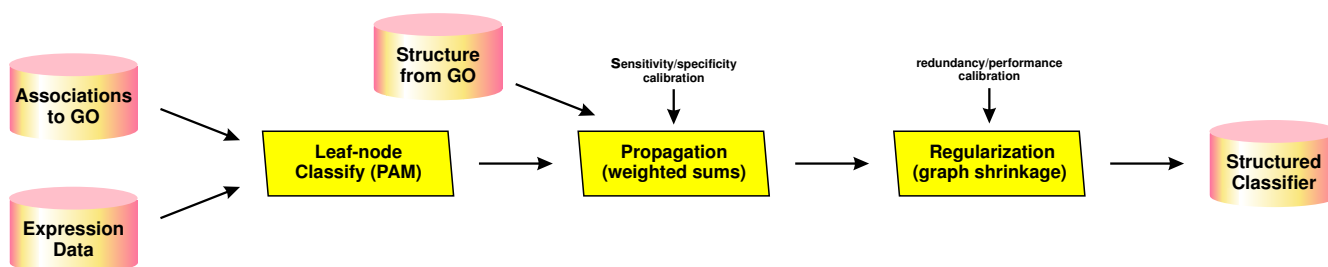 Associations
to GO
Expression
Data
Leaf-node
Classify (PAM)
Structure
from GO
Sensitivity/specificity
calibration
Propagation
(weighted sums)
redundancy/performance
calibration
Regularization
(graph shrinkage)
Structured
Classifier